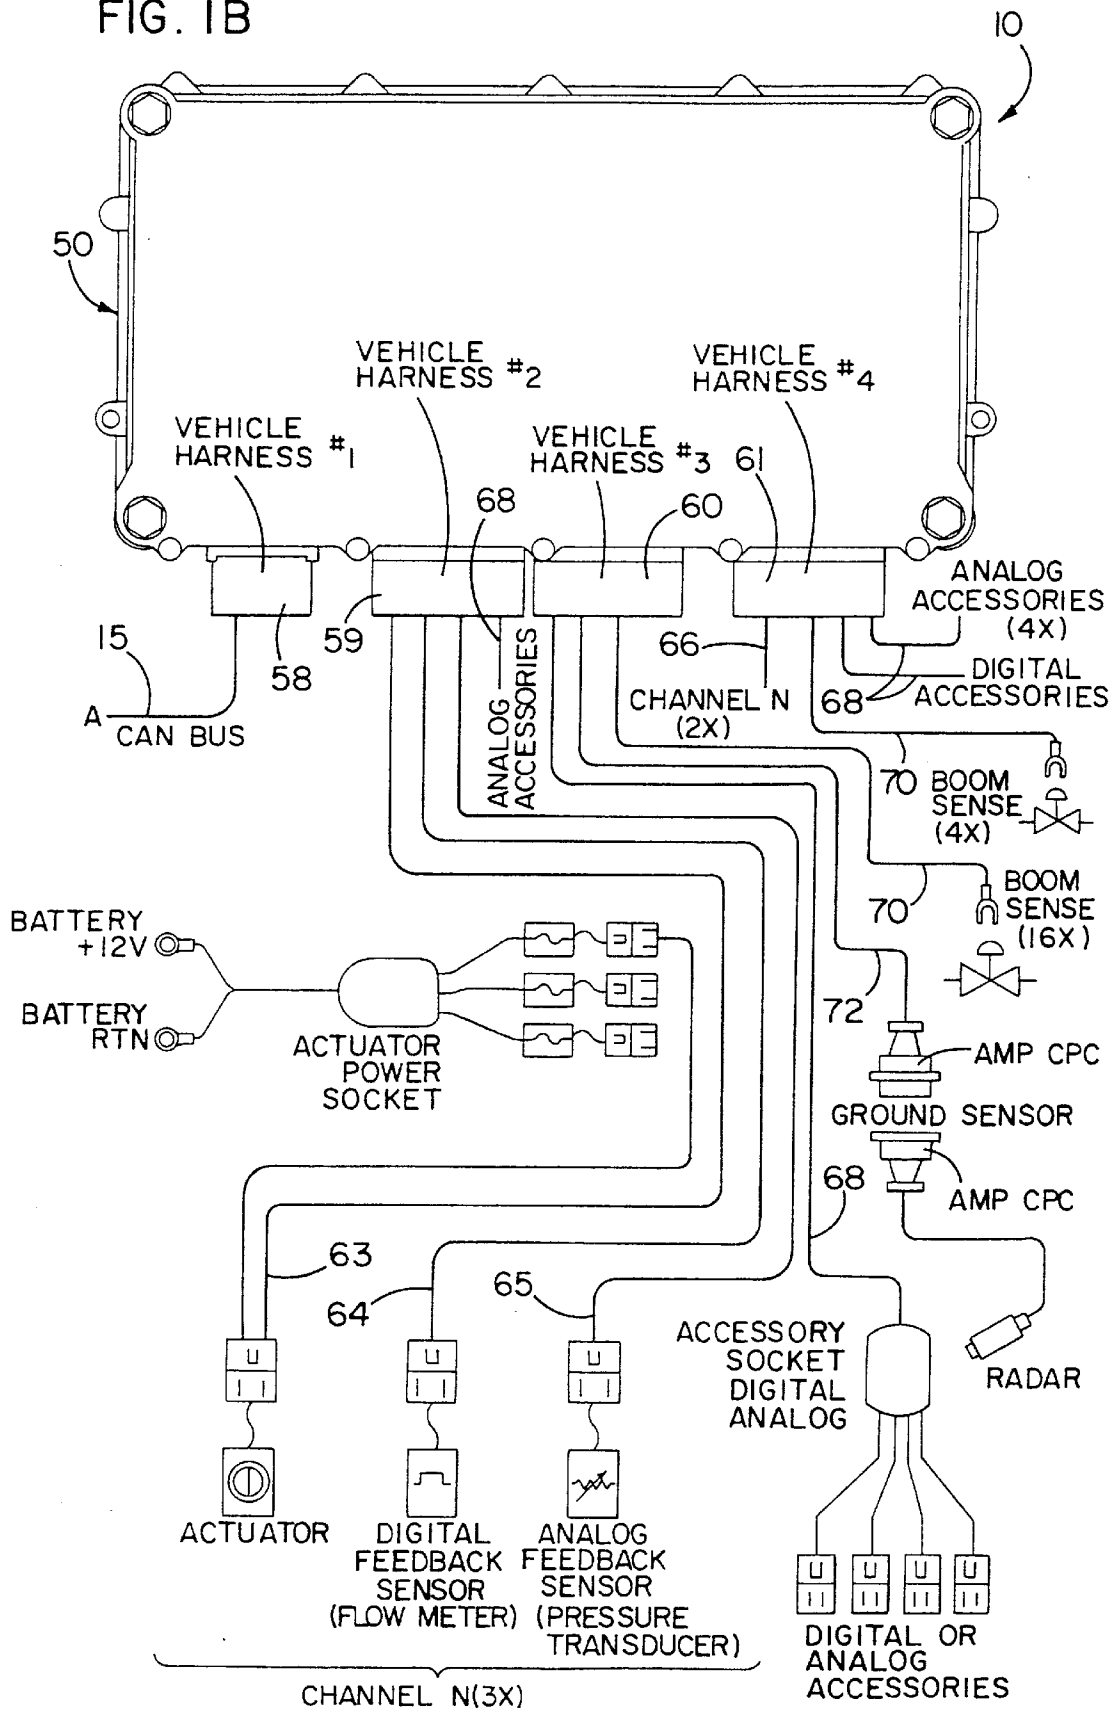 FIG. 1B
10
50
VEHICLE
HARNESS #1
VEHICLE
HARNESS #2
VEHICLE
HARNESS #3
VEHICLE
HARNESS #4
68
60
61
58
59
15
A
CAN BUS
ANALOG
ACCESSORIES
66
CHANNEL N
(2X)
ANALOG
ACCESSORIES
(4X)
68
DIGITAL
ACCESSORIES
70
BOOM
SENSE
(4X)
70
BOOM
SENSE
(16X)
BATTERY
+12V
BATTERY
RTN
ACTUATOR
POWER
SOCKET
72
AMP CPC
GROUND SENSOR
AMP CPC
68
63
64
65
RADAR
ACCESSORY
SOCKET
DIGITAL
ANALOG
ACTUATOR
DIGITAL
FEEDBACK
SENSOR
(FLOW METER)
ANALOG
FEEDBACK
SENSOR
(PRESSURE
TRANSDUCER)
CHANNEL N(3X)
DIGITAL OR
ANALOG
ACCESSORIES